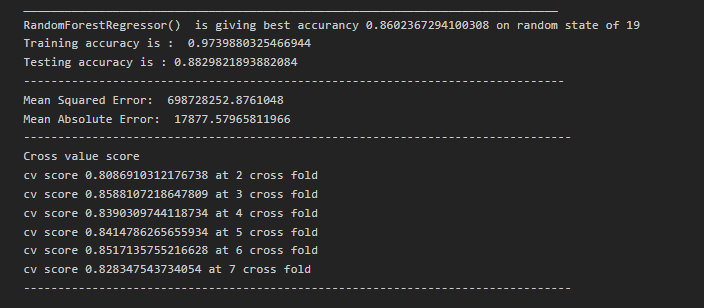 RandomForestRegressor()  is giving best accurancy 0.8602367294100308 on random state of 19
Training accuracy is :  0.9739880325466944
Testing accuracy is : 0.8829821893882084
--------------------------------------------------------------------------------
Mean Squared Error:  698728252.8761048
Mean Absolute Error:  17877.57965811966
---------------------------------------------------------------------------------
Cross value score
cv score 0.8086910312176738 at 2 cross fold
cv score 0.8588107218647809 at 3 cross fold
cv score 0.8390309744118734 at 4 cross fold
cv score 0.8414786265655934 at 5 cross fold
cv score 0.8517135755216628 at 6 cross fold
cv score 0.828347543734054 at 7 cross fold
---------------------------------------------------------------------------------